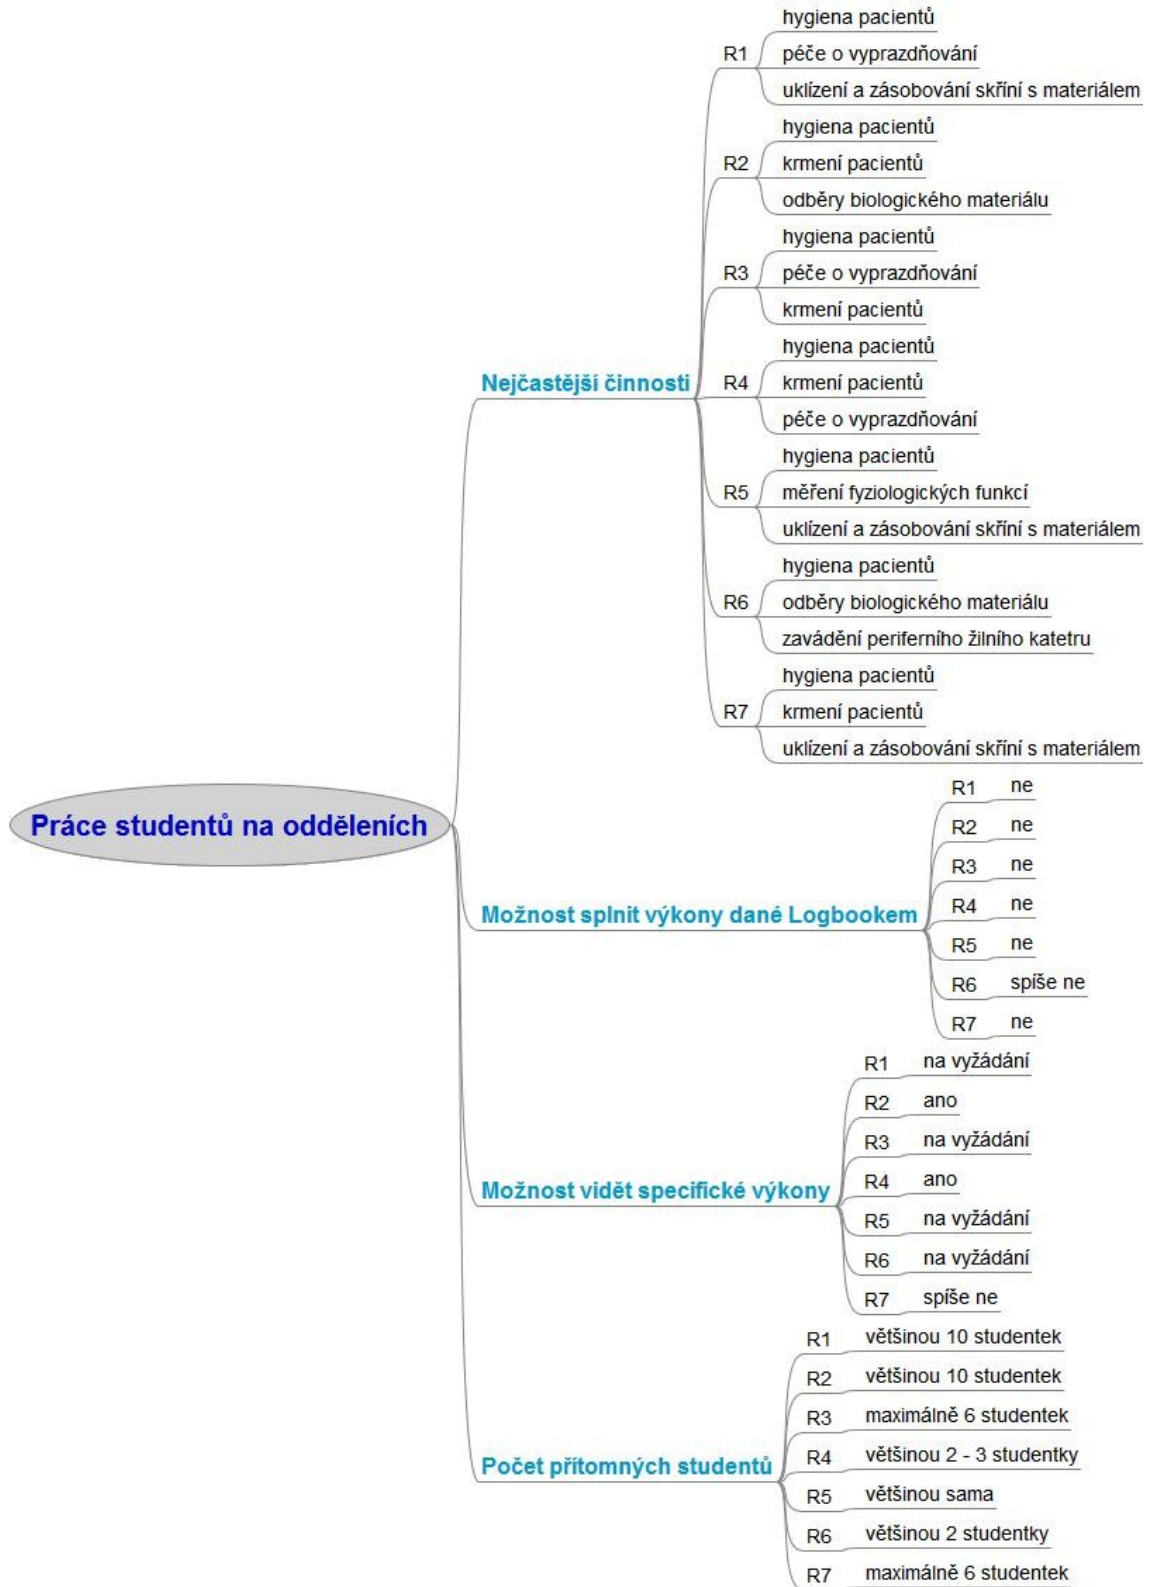 Práce studentů na odděleních
Nejčastější činnosti
R1
hygiena pacientů
péče o vyprazdňování
uklízení a zásobování skříní s materiálem
R2
hygiena pacientů
krmení pacientů
odběry biologického materiálu
R3
hygiena pacientů
péče o vyprazdňování
krmení pacientů
R4
hygiena pacientů
krmení pacientů
péče o vyprazdňování
R5
hygiena pacientů
měření fyziologických funkcí
uklízení a zásobování skříní s materiálem
R6
hygiena pacientů
odběry biologického materiálu
zavádění periferního žilního katetru
R7
hygiena pacientů
krmení pacientů
uklízení a zásobování skříní s materiálem
Možnost splnit výkony dané Logbookem
R1 ne
R2 ne
R3 ne
R4 ne
R5 ne
R6 spíše ne
R7 ne
Možnost vidět specifické výkony
R1 na vyžádání
R2 ano
R3 na vyžádání
R4 ano
R5 na vyžádání
R6 na vyžádání
R7 spíše ne
Počet přítomných studentů
R1 většinou 10 studentek
R2 většinou 10 studentek
R3 maximálně 6 studentek
R4 většinou 2 - 3 studentky
R5 většinou sama
R6 většinou 2 studentky
R7 maximálně 6 studentek